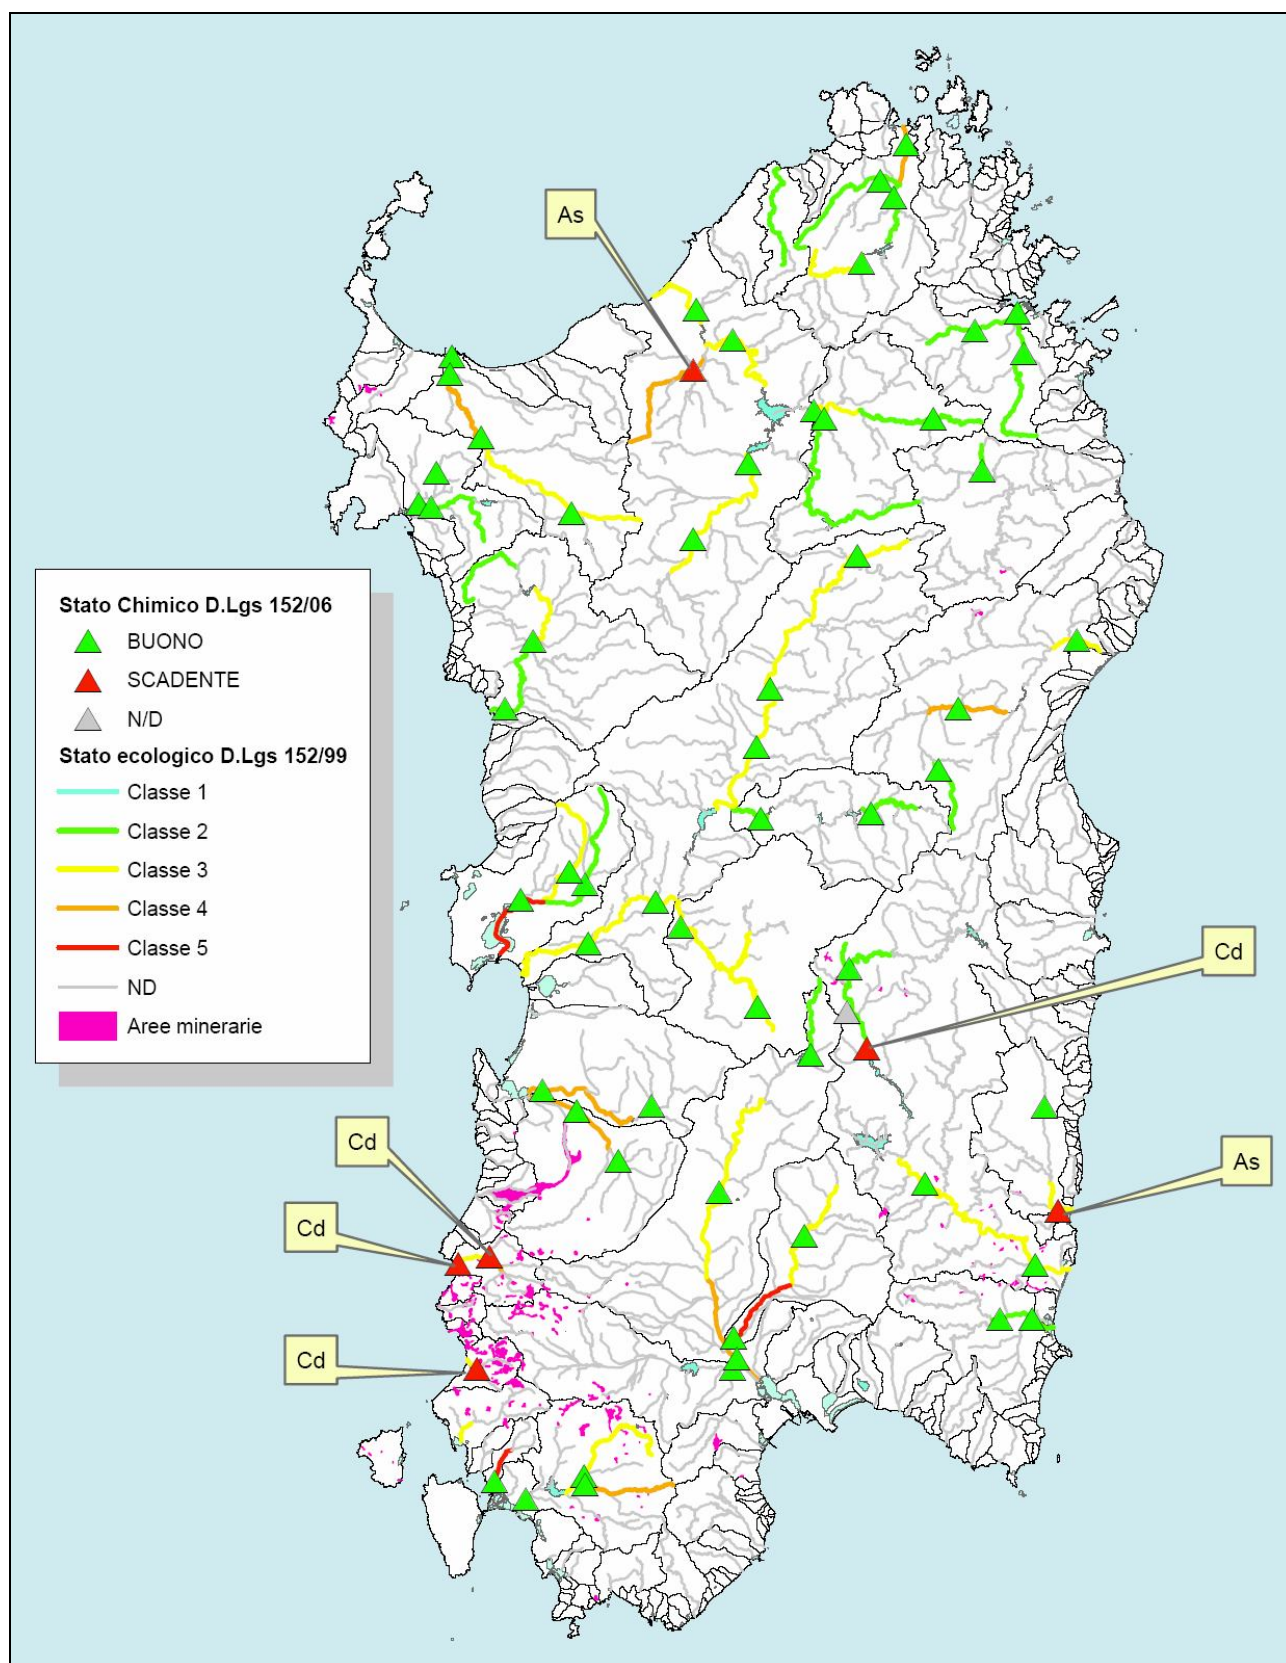 As
Stato Chimico D.Lgs 152/06
BUONO
SCADENTE
N/D
Stato ecologico D.Lgs 152/99
Classe 1
Classe 2
Classe 3
Classe 4
Classe 5
ND
Aree minerarie
Cd
Cd
As
Cd
Cd